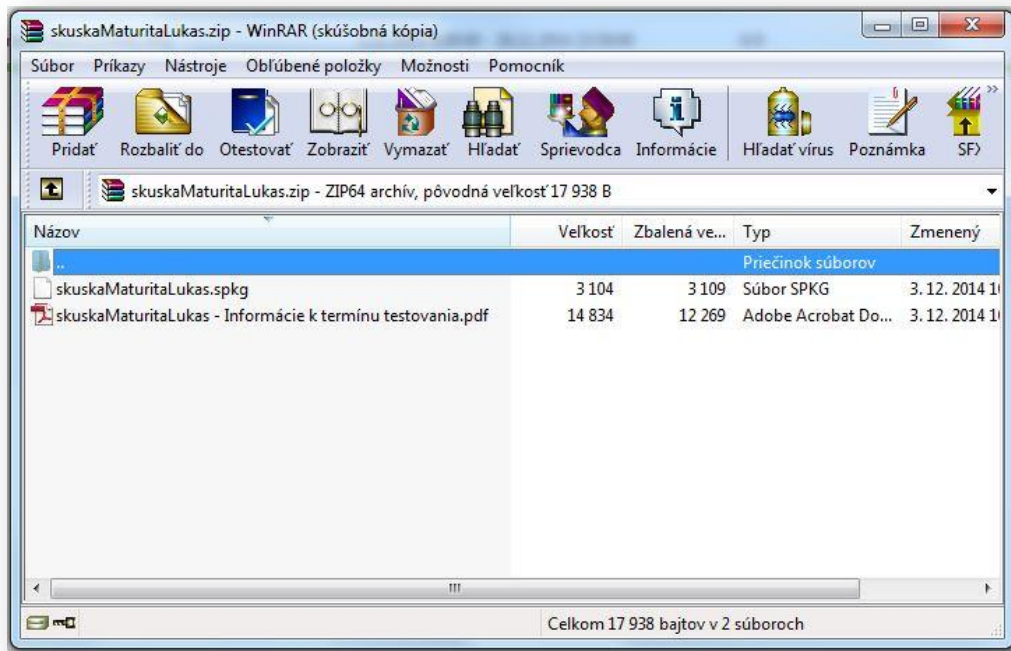 skuskaMaturitaLukas.zip - WinRAR (skúšobná kópia)
Súbor Príkazy Nástroje Obľúbené položky Možnosti Pomocník
Pridať Rozbaliť do Otestovať Zobraziť Vymazať Hľadať Sprievodca Informácie Hľadať vírus Poznámka SFX
skuskaMaturitaLukas.zip - ZIP64 archív, pôvodná veľkosť 17 938 B
Názov Veľkosť Zbalená ve... Typ Zmenený
.. Priečinok súborov
skuskaMaturitaLukas.spkg 3 104 3 109 Súbor SPKG 3. 12. 2014 1
skuskaMaturitaLukas - Informácie k termínu testovania.pdf 14 834 12 269 Adobe Acrobat Do... 3. 12. 2014 1
Celkom 17 938 bajtov v 2 súboroch